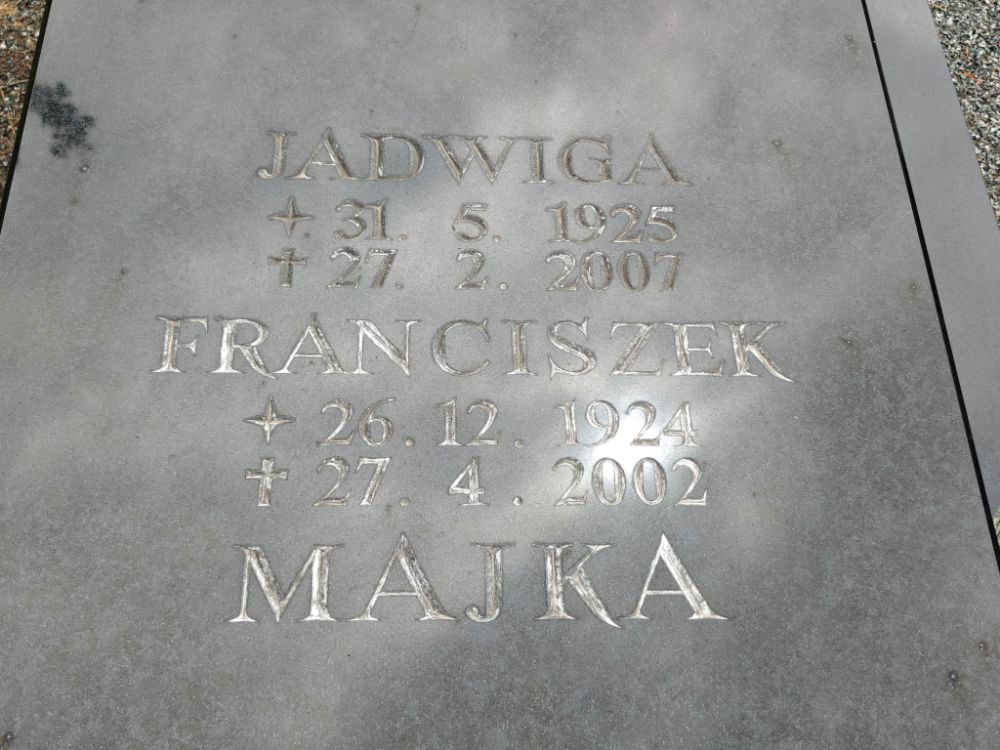 JADWIGA
✦ 31. 5. 1925
✝ 27. 2. 2007
FRANCISZEK
✦ 26. 12. 1924
✝ 27. 4. 2002
MAJKA